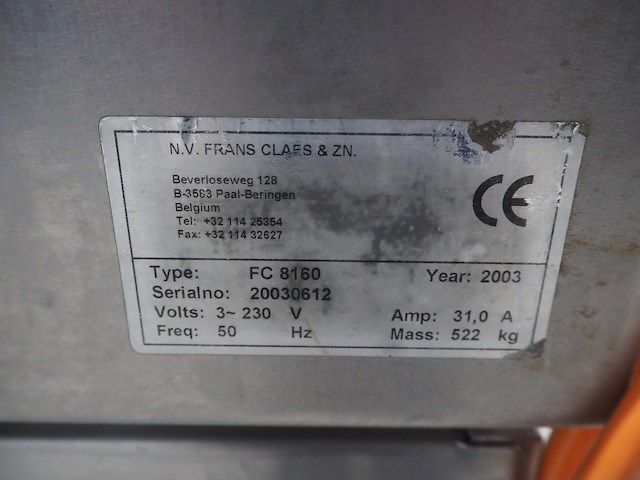 N.V. FRANS CLAES & ZN.
Beverloseweg 128
B-3583 Paal-Beringen
Belgium
Tel: +32 114 25354
Fax: +32 114 32627
CE
Type: FC 8160 Year: 2003
Serialno: 20030612
Volts: 3~ 230 V Amp: 31,0 A
Freq: 50 Hz Mass: 522 kg